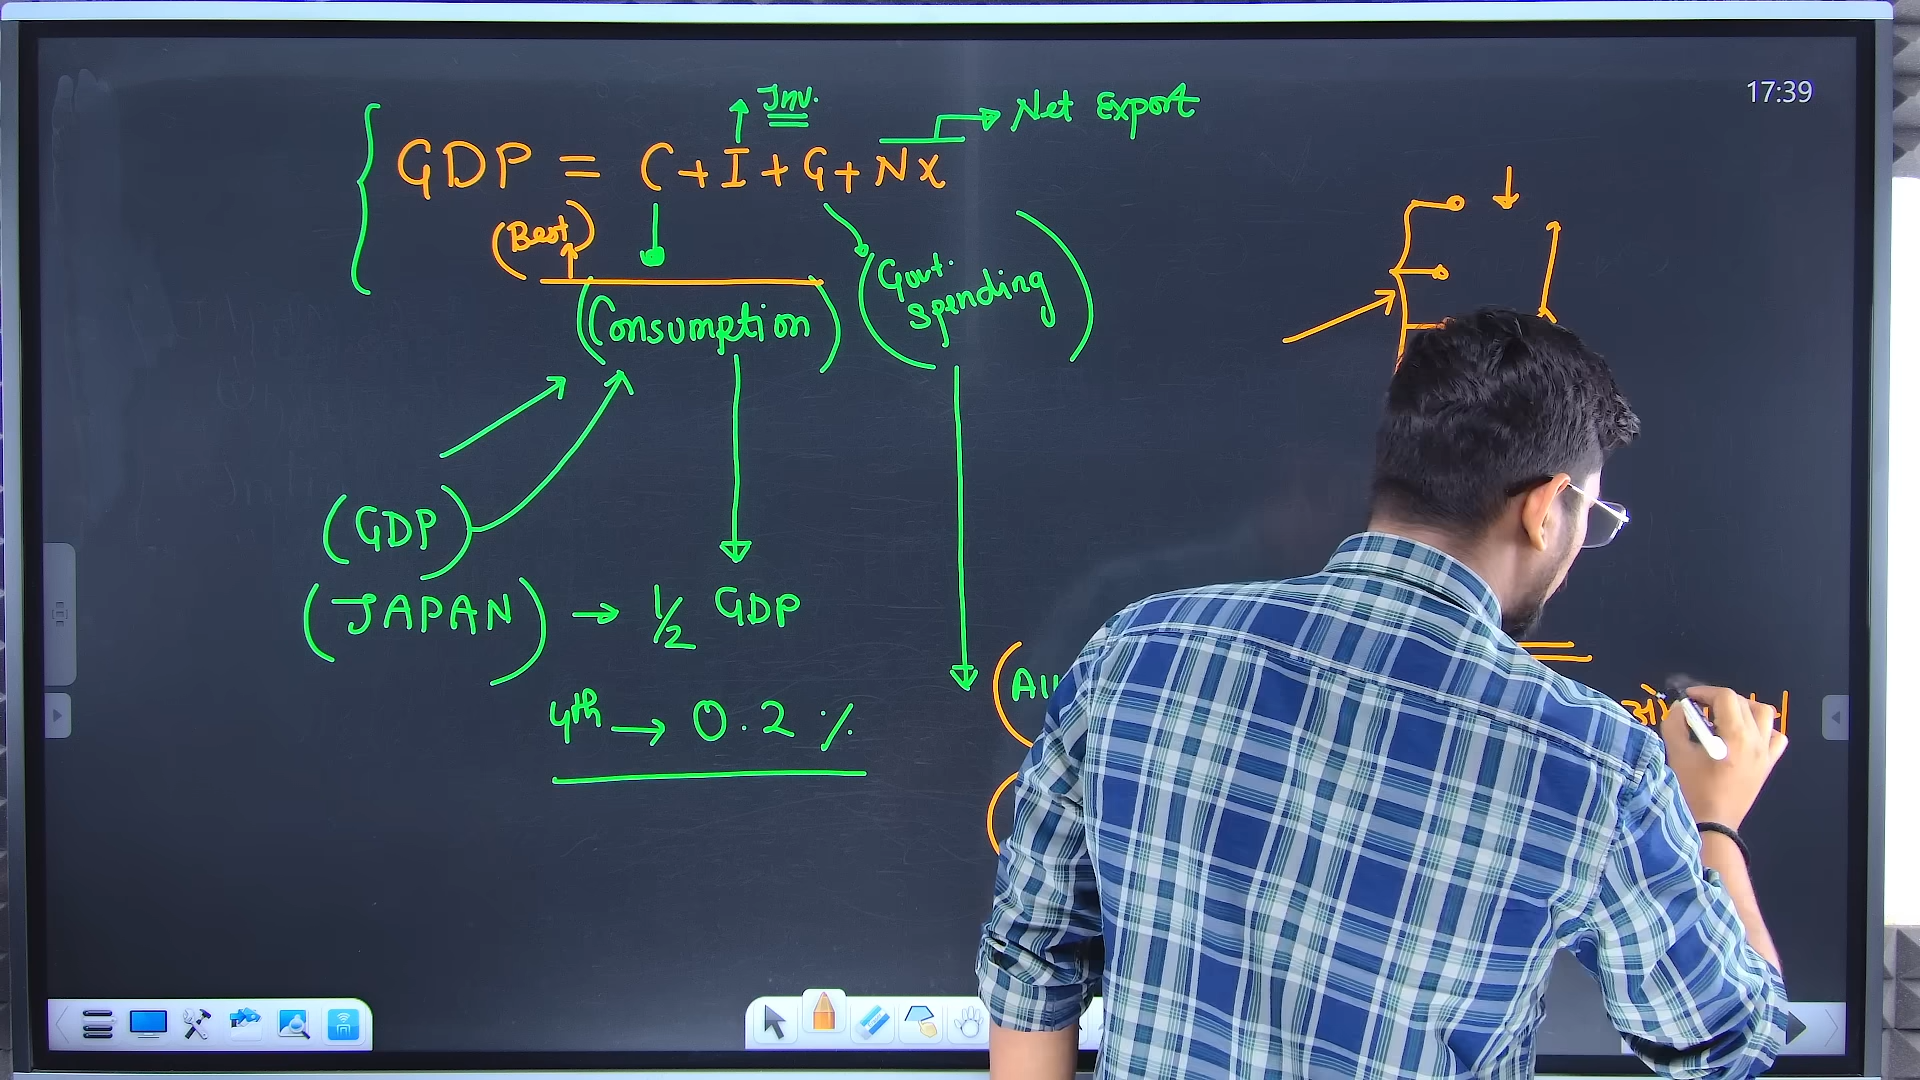 17:39
Inv.
Net Export
GDP = C + I + G + NX
(Best)
(Consumption)
(Govt. Spending)
(GDP)
(JAPAN) → 1/2 GDP
4th → 0.2 %